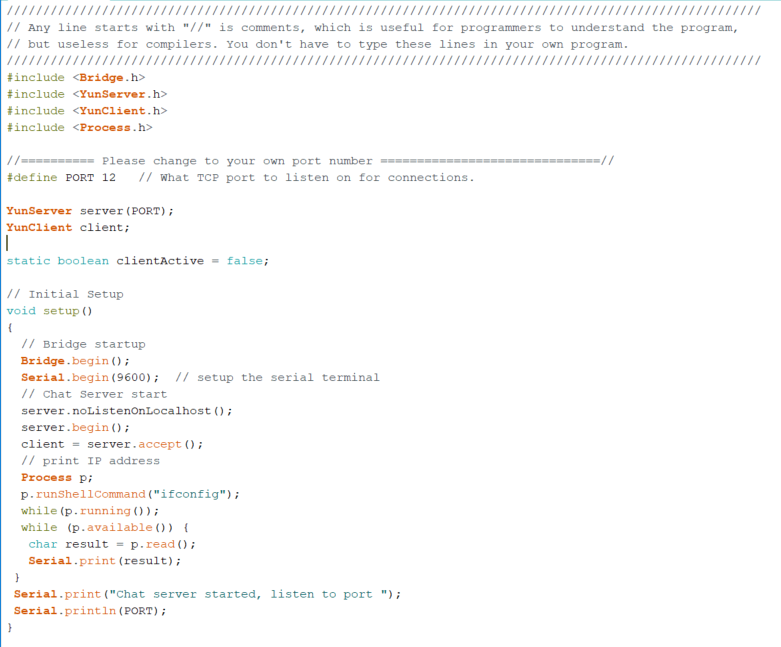 ////////////////////////////////////////////////////////////////////////////////////////////////////////
// Any line starts with "//" is comments, which is useful for programmers to understand the program,
// but useless for compilers. You don't have to type these lines in your own program.
////////////////////////////////////////////////////////////////////////////////////////////////////////
#include <Bridge.h>
#include <YunServer.h>
#include <YunClient.h>
#include <Process.h>

//========== Please change to your own port number ==============================//
#define PORT 12   // What TCP port to listen on for connections.

YunServer server(PORT);
YunClient client;

static boolean clientActive = false;

// Initial Setup
void setup()
{
  // Bridge startup
  Bridge.begin();
  Serial.begin(9600);  // setup the serial terminal
  // Chat Server start
  server.noListenOnLocalhost();
  server.begin();
  client = server.accept();
  // print IP address
  Process p;
  p.runShellCommand("ifconfig");
  while(p.running());
  while (p.available()) {
   char result = p.read();
   Serial.print(result);
 }
 Serial.print("Chat server started, listen to port ");
 Serial.println(PORT);
}